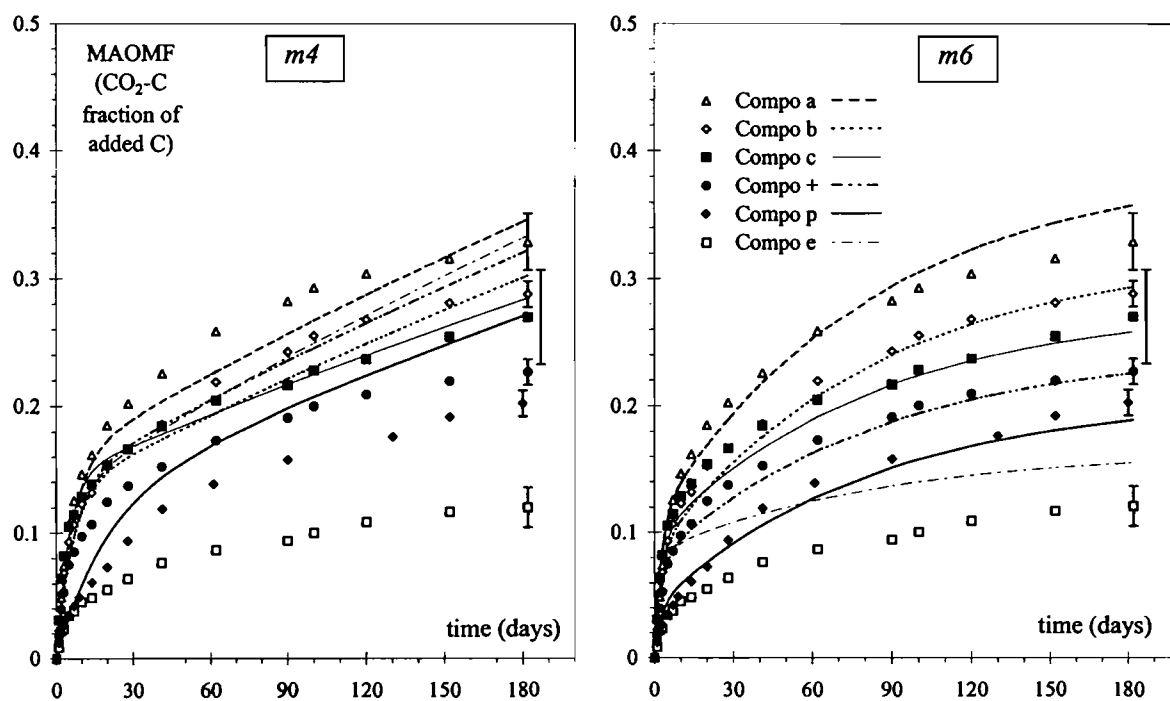 0.5
0.4
0.3
0.2
0.1
0
MAOMF
(CO₂-C
fraction of
added C)
m4
time (days)
0 30 60 90 120 150 180
m6
Compo a
Compo b
Compo c
Compo +
Compo p
Compo e
0.5
0.4
0.3
0.2
0.1
0
time (days)
0 30 60 90 120 150 180